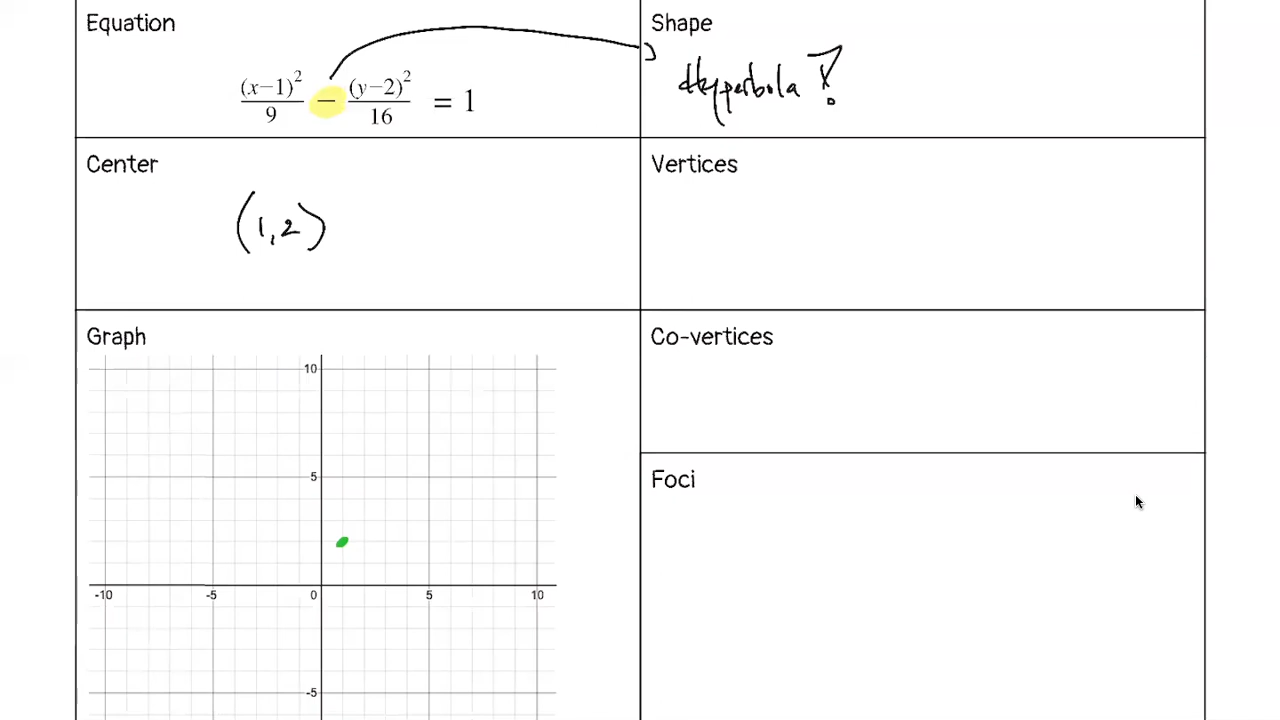 Equation
(x−1)²/9 − (y−2)²/16 = 1
Shape
Hyperbola
Center
(1,2)
Vertices
Graph
10
5
-10 -5 0 5 10
-5
Co-vertices
Foci